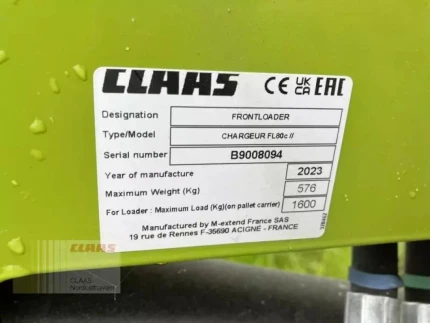 CLAAS CE UK CA EAC
Designation FRONTLOADER
Type/Model CHARGEUR FL80c //
Serial number B9008094
Year of manufacture 2023
Maximum Weight (Kg) 576
For Loader : Maximum Load (Kg)(on pallet carrier) 1600
Manufactured by M-extend France SAS
19 rue de Rennes F-35690 ACIGNE - FRANCE
CLAAS
CLAAS